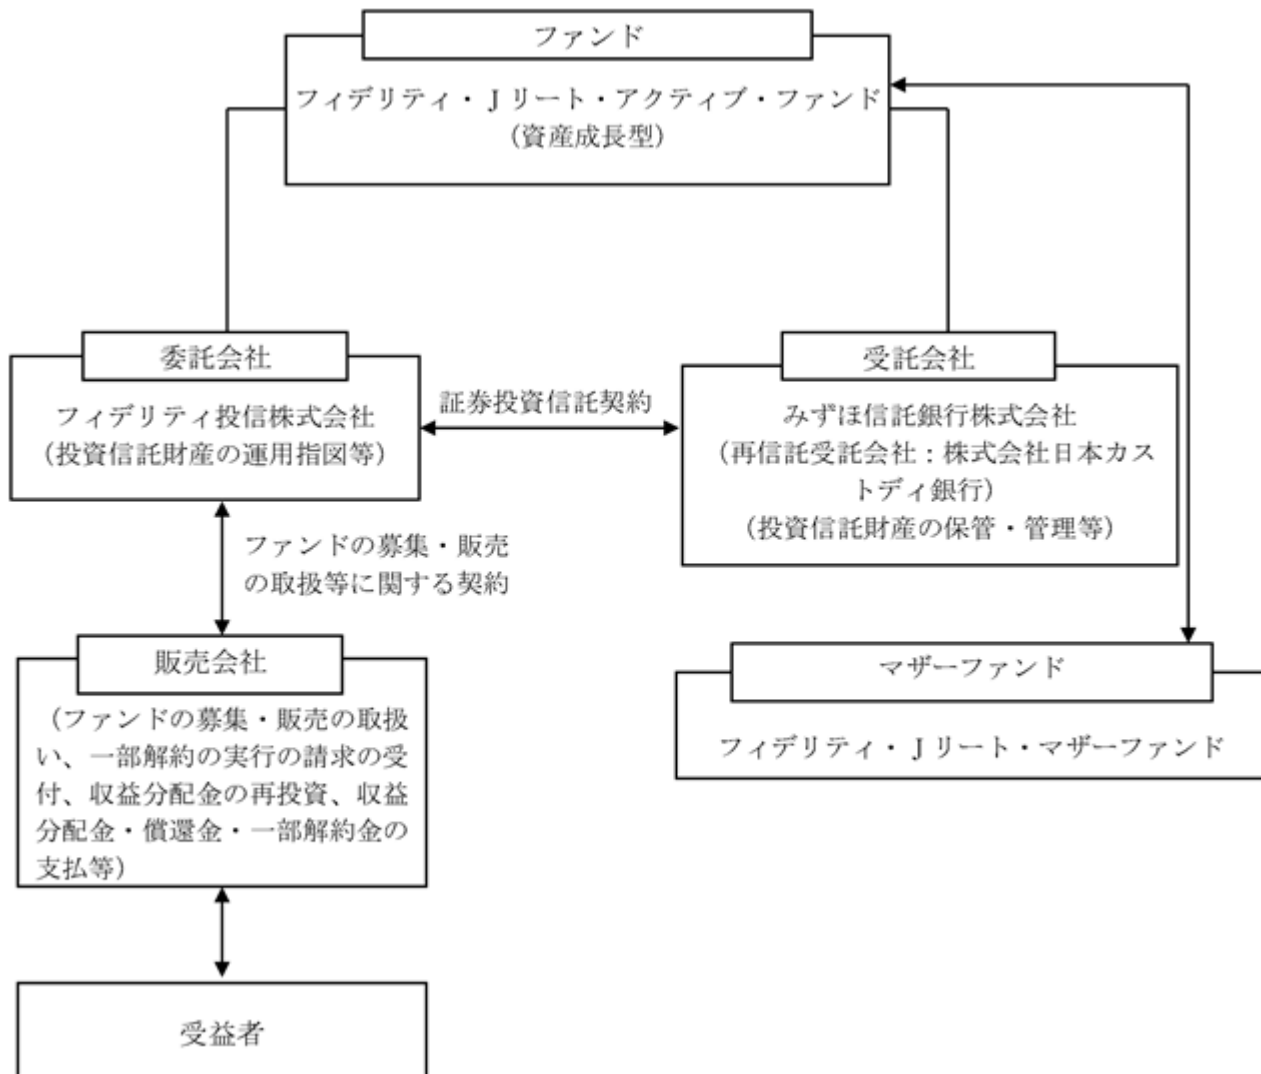 ファンド
フィデリティ・Jリート・アクティブ・ファンド
（資産成長型）
委託会社
フィデリティ投信株式会社
（投資信託財産の運用指図等）
証券投資信託契約
受託会社
みずほ信託銀行株式会社
（再信託受託会社：株式会社日本カス
トディ銀行）
（投資信託財産の保管・管理等）
ファンドの募集・販売
の取扱等に関する契約
販売会社
（ファンドの募集・販売の取扱
い、一部解約の実行の請求の受
付、収益分配金の再投資、収益
分配金・償還金・一部解約金の
支払等）
マザーファンド
フィデリティ・Jリート・マザーファンド
受益者